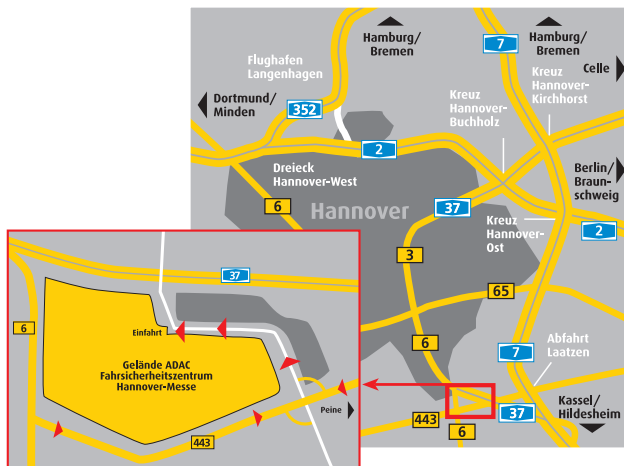 Hamburg/
Bremen
7
Hamburg/
Bremen
Flughafen
Langenhagen
Kreuz
Hannover-
Kirchhorst
Celle
Dortmund/
Minden
352
Kreuz
Hannover-
Buchholz
2
Dreieck
Hannover-West
Berlin/
Braun-
schweig
6
Hannover
37
Kreuz
Hannover-
Ost
2
3
65
6
7
Abfahrt
Laatzen
443
6
37
Kassel/
Hildesheim
37
6
Einfahrt
Gelände ADAC
Fahrsicherheitszentrum
Hannover-Messe
Peine
443